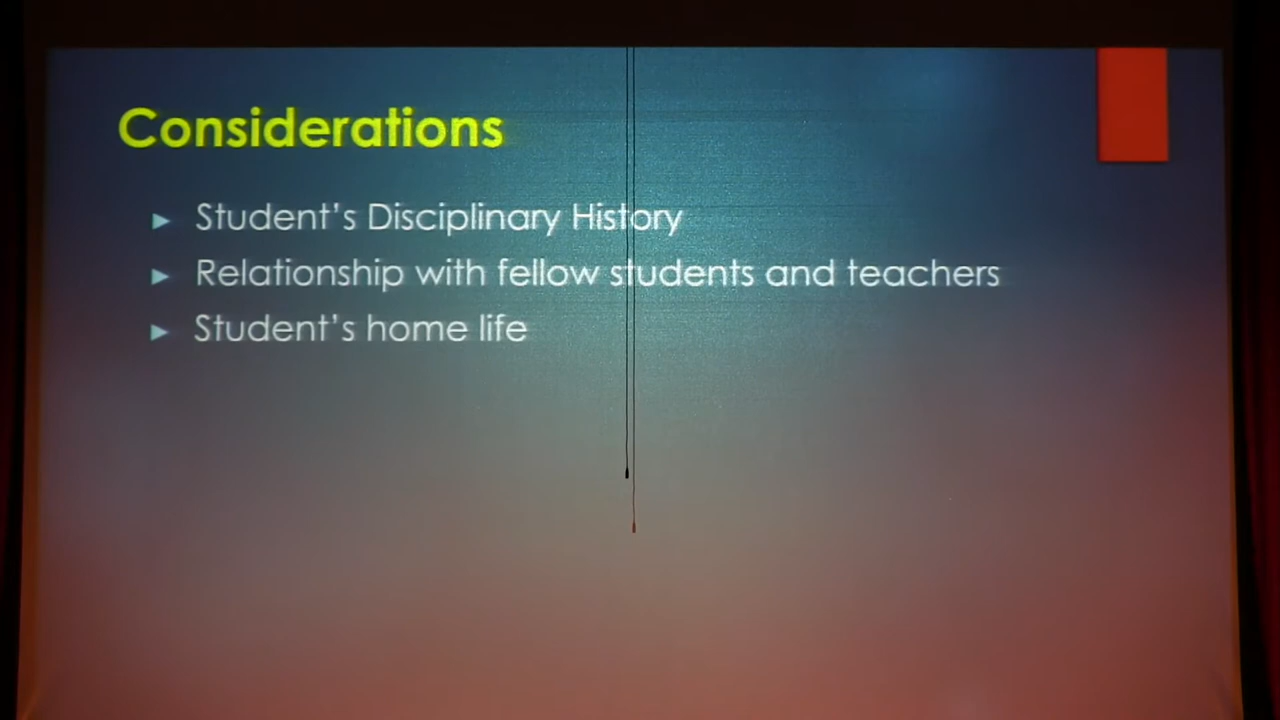 Considerations
Student's Disciplinary History
Relationship with fellow students and teachers
Student's home life